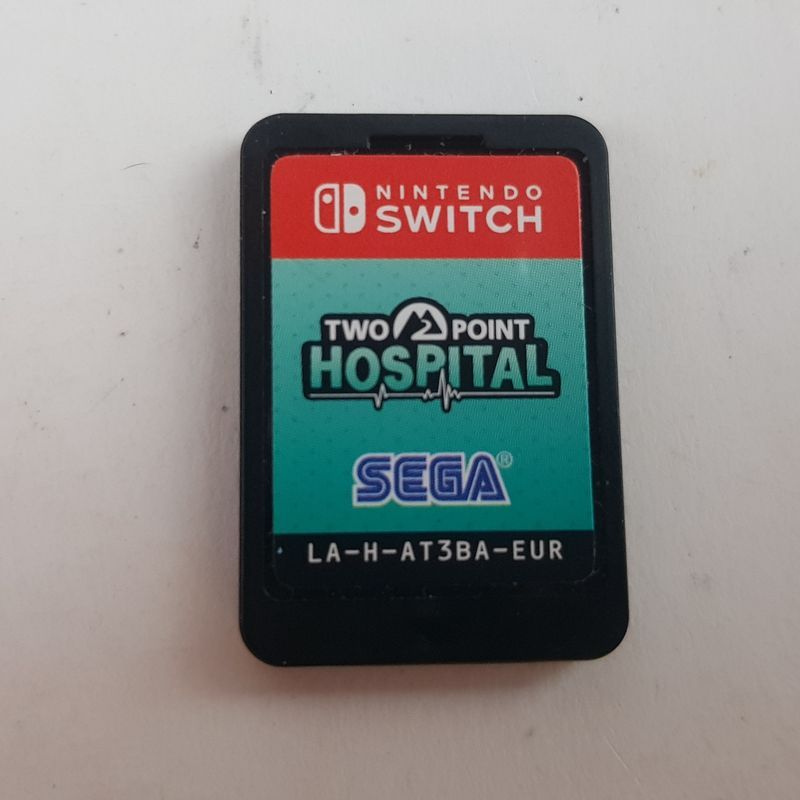 NINTENDO
SWITCH
TWO POINT
HOSPITAL
SEGA®
LA-H-AT3BA-EUR